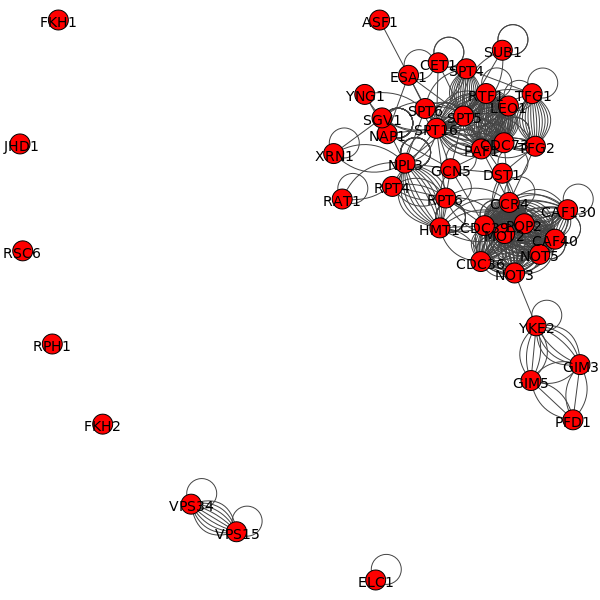 FKH1
ASF1
SUB1
CET1
SPT4
ESA1
YNG1
RTF1
TFG1
LEO1
SPT6
SGV1
SPT5
SPT16
NAP1
JHD1
PAF1
CDC73
TFG2
XRN1
NPL3
GCN5
DST1
RPT4
RAT1
RPT6
CCR4
CAF130
HMT1
CDC39
POP2
MOT2
CAF40
RSC6
NOT5
CDC36
NOT3
YKE2
RPH1
GIM3
GIM5
PFD1
FKH2
VPS34
VPS15
ELC1